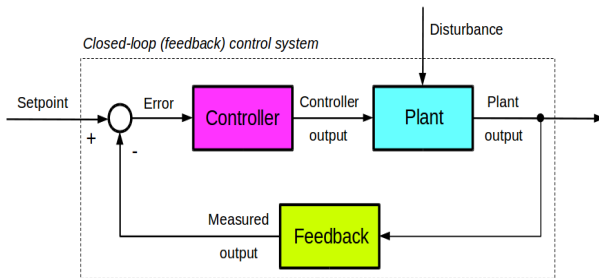 Disturbance
Closed-loop (feedback) control system
Setpoint
Error
Controller
Controller
output
Plant
Plant
output
+
-
Measured
output
Feedback